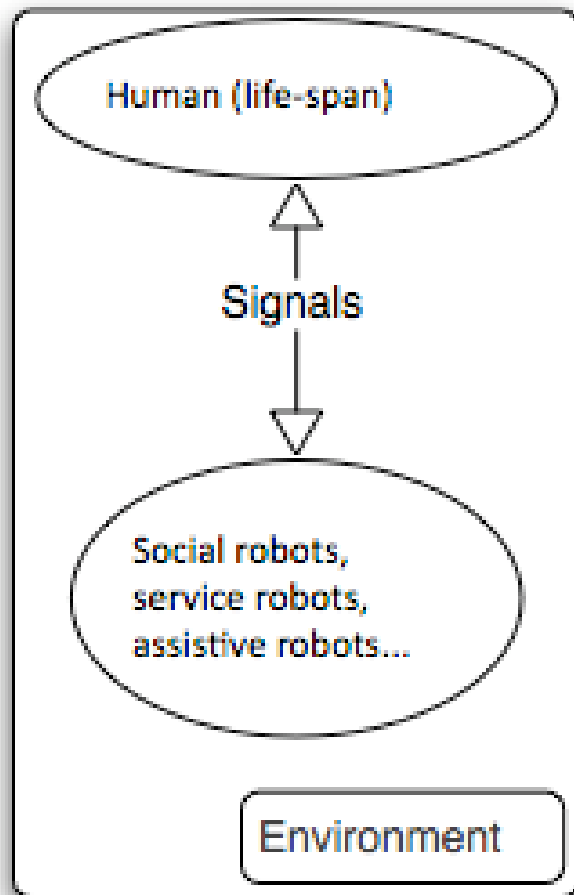 Human (life-span)
Signals
Social robots,
service robots,
assistive robots...
Environment